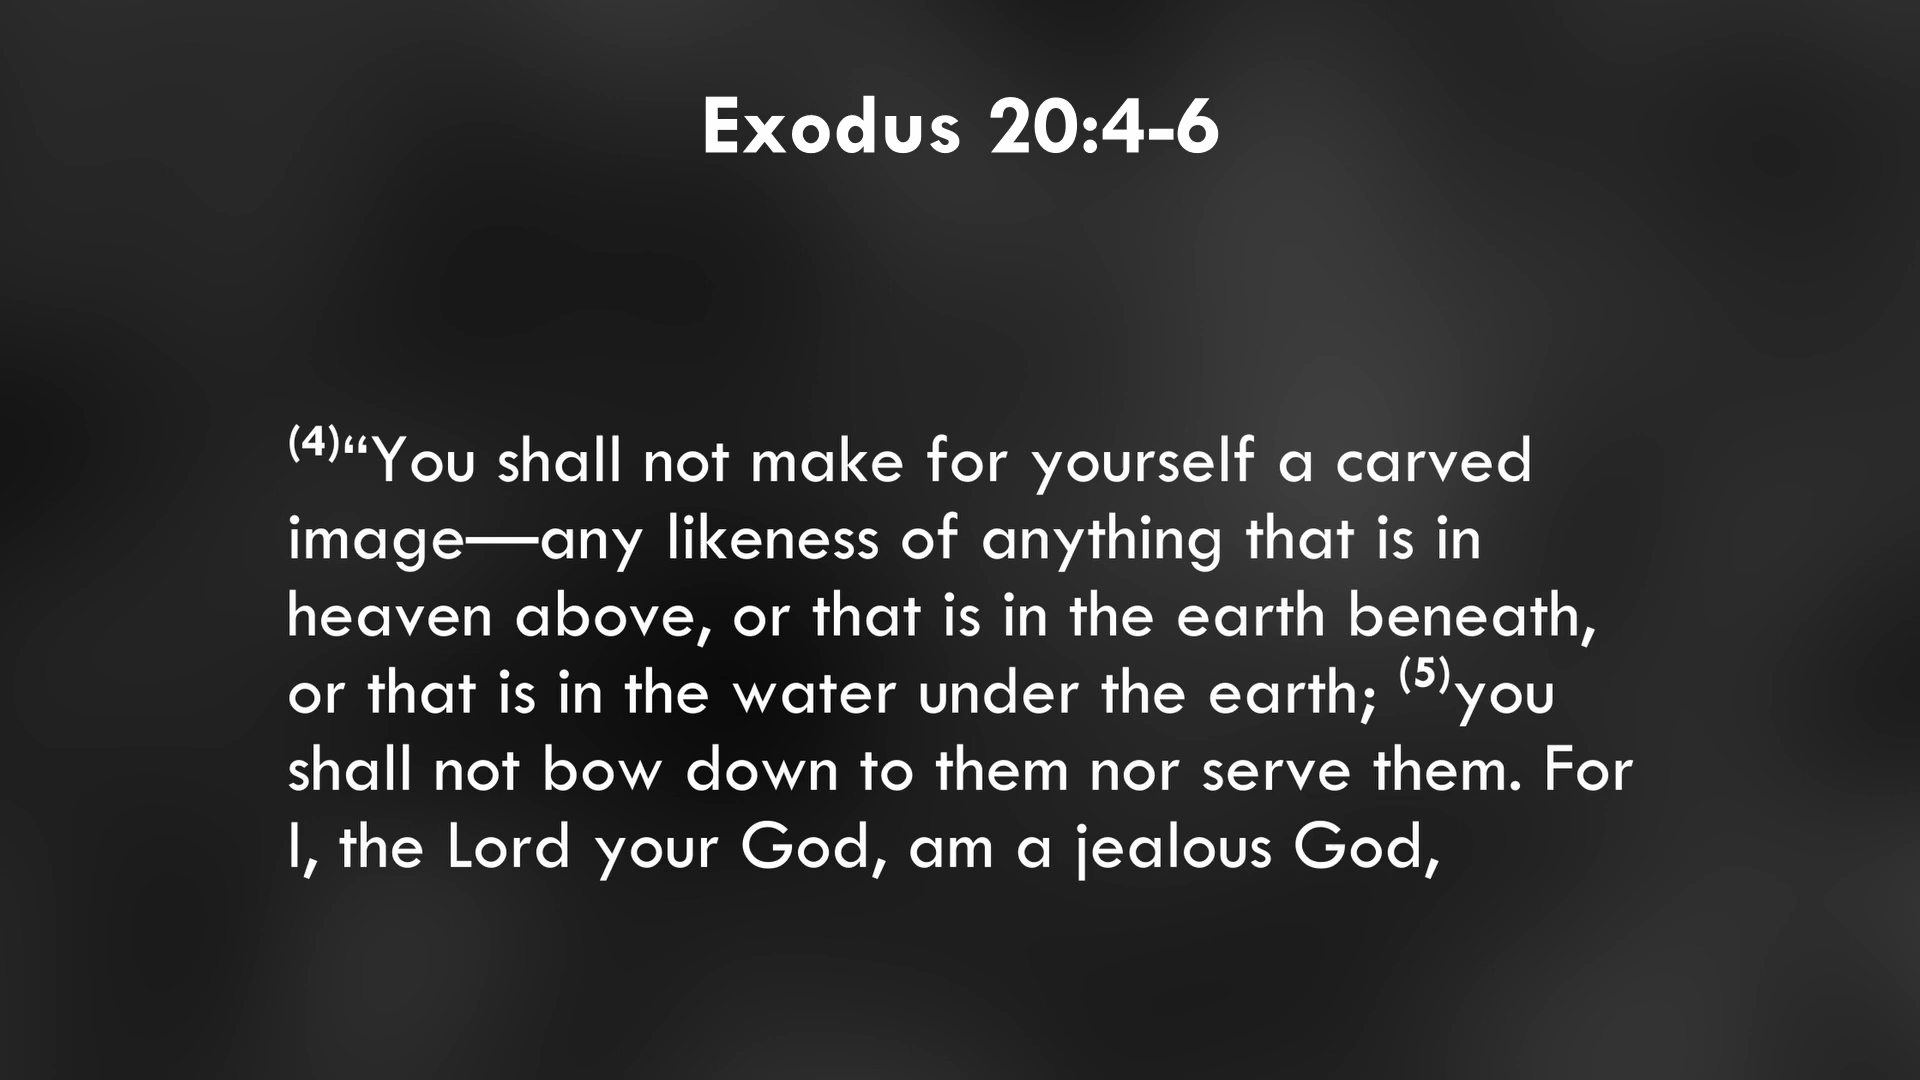 Exodus 20:4-6
(4)“You shall not make for yourself a carved
image—any likeness of anything that is in
heaven above, or that is in the earth beneath,
or that is in the water under the earth; (5)you
shall not bow down to them nor serve them. For
I, the Lord your God, am a jealous God,